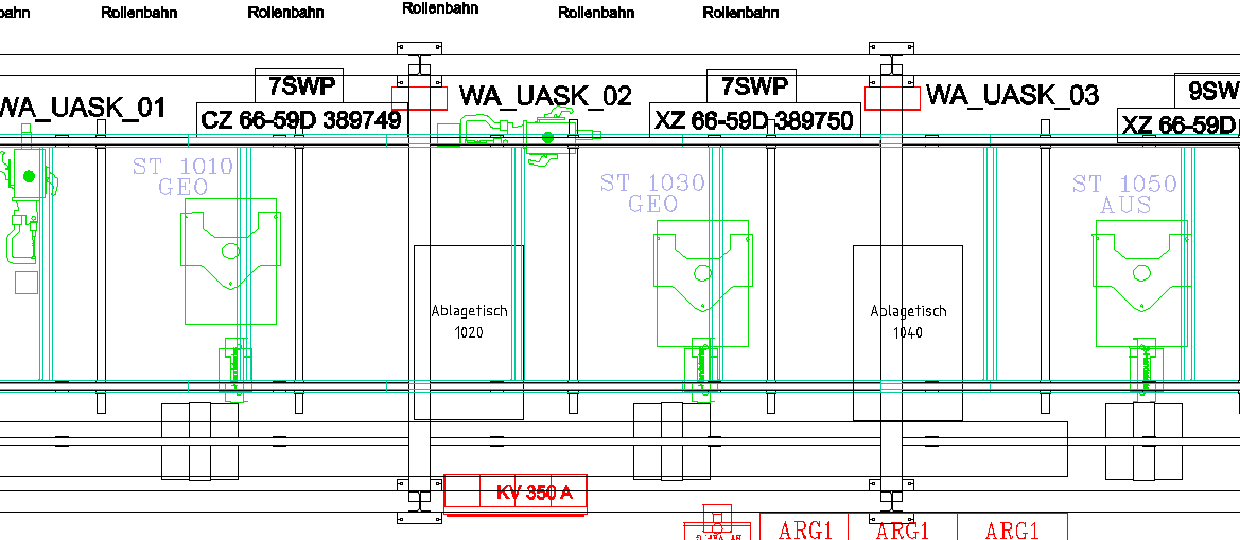 bahn
Rollenbahn
Rollenbahn
Rollenbahn
Rollenbahn
Rollenbahn
7SWP
7SWP
9SW
WA_UASK_01
WA_UASK_02
WA_UASK_03
CZ 66-59D 389749
XZ 66-59D 389750
XZ 66-59D
ST 1010
GEO
ST 1030
GEO
ST 1050
AUS
Ablagetisch
1020
Ablagetisch
1040
KV 350 A
ARG1
ARG1
ARG1